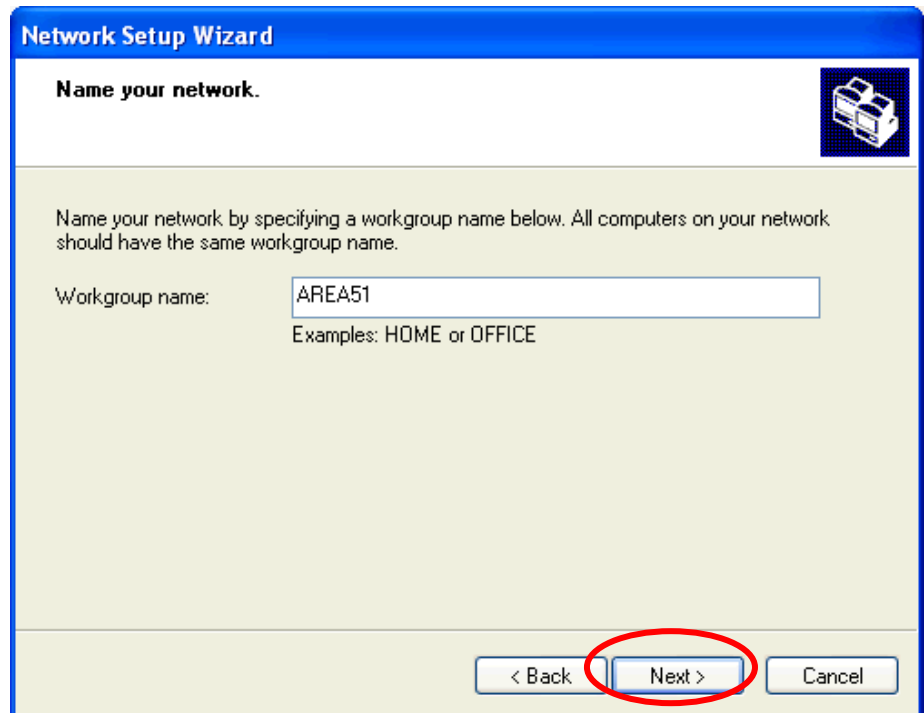 Network Setup Wizard
Name your network.
Name your network by specifying a workgroup name below. All computers on your network
should have the same workgroup name.
Workgroup name: AREA51
Examples: HOME or OFFICE
< Back Next > Cancel